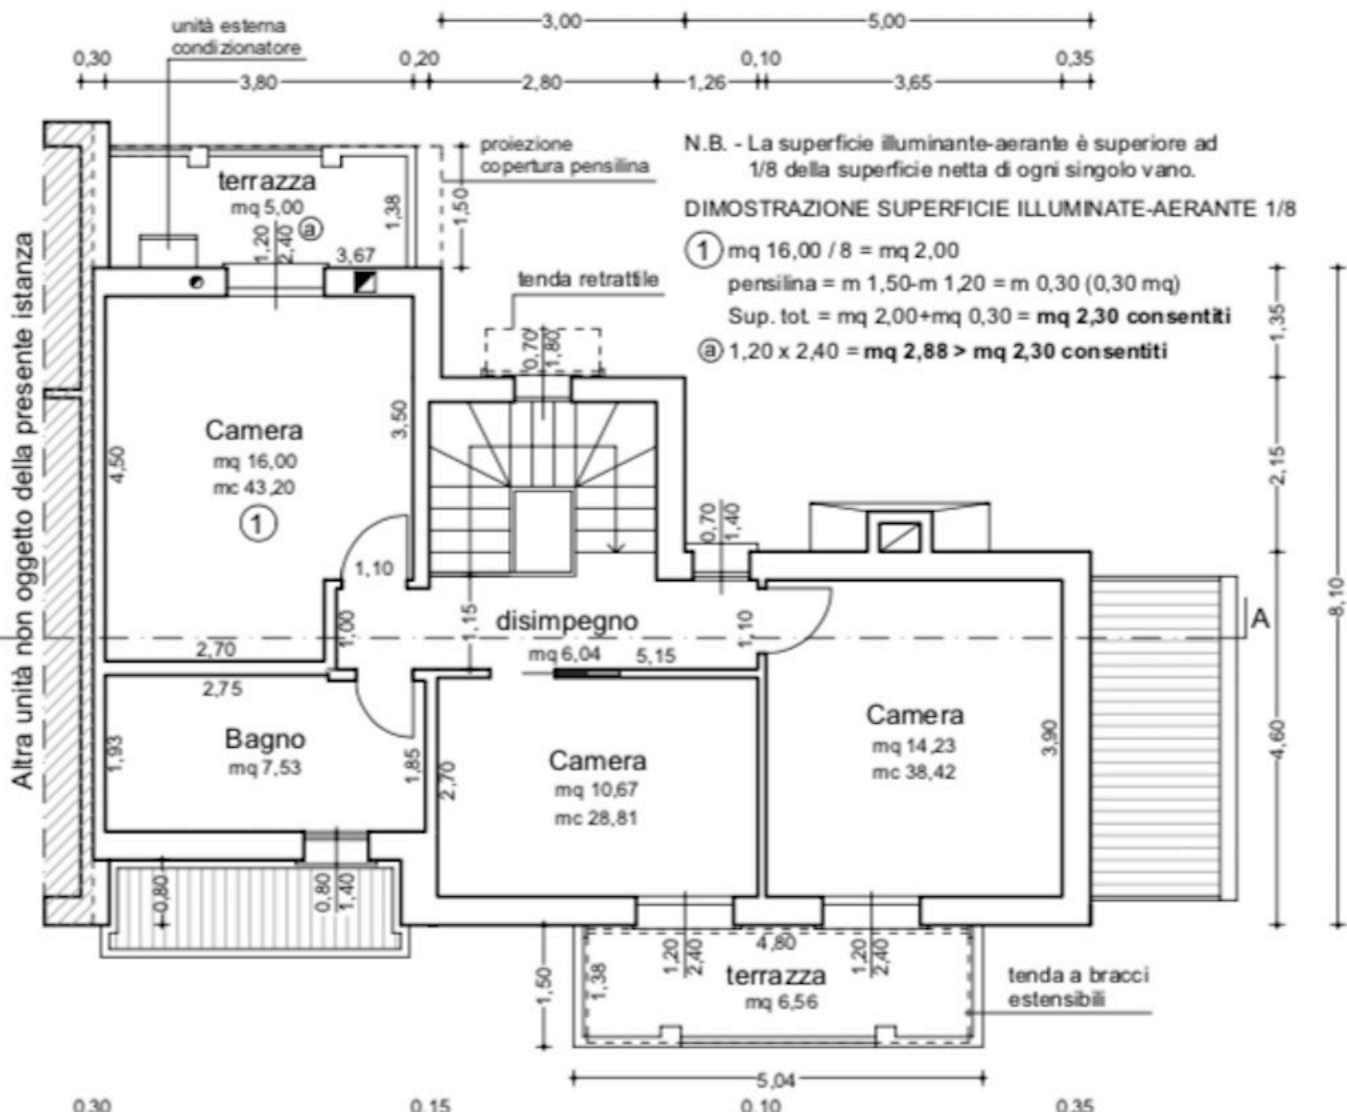 3,00
5,00
unità esterna
condizionatore
0,30
0,20
0,10
0,35
3,80
2,80
1,26
3,65
proiezione
copertura pensilina
N.B. - La superficie illuminante-aerante è superiore ad
1/8 della superficie netta di ogni singolo vano.
DIMOSTRAZIONE SUPERFICIE ILLUMINATE-AERANTE 1/8
1 mq 16,00 / 8 = mq 2,00
pensilina = m 1,50-m 1,20 = m 0,30 (0,30 mq)
Sup. tot. = mq 2,00+mq 0,30 = mq 2,30 consentiti
a 1,20 x 2,40 = mq 2,88 > mq 2,30 consentiti
terrazza
mq 5,00
a
1,38
1,50
1,20
2,40
3,67
tenda retrattile
0,70
1,80
1,35
2,15
4,60
8,10
Altra unità non oggetto della presente istanza
Camera
mq 16,00
mc 43,20
1
4,50
3,50
1,10
1,00
2,70
0,70
1,40
1,15
disimpegno
mq 6,04
5,15
1,10
A
2,75
Bagno
mq 7,53
1,93
1,85
Camera
mq 10,67
mc 28,81
2,70
Camera
mq 14,23
mc 38,42
3,90
0,80
0,80
1,40
1,50
1,38
1,20
2,40
4,80
1,20
2,40
terrazza
mq 6,56
tenda a bracci
estensibili
5,04
0,30
0,15
0,10
0,35